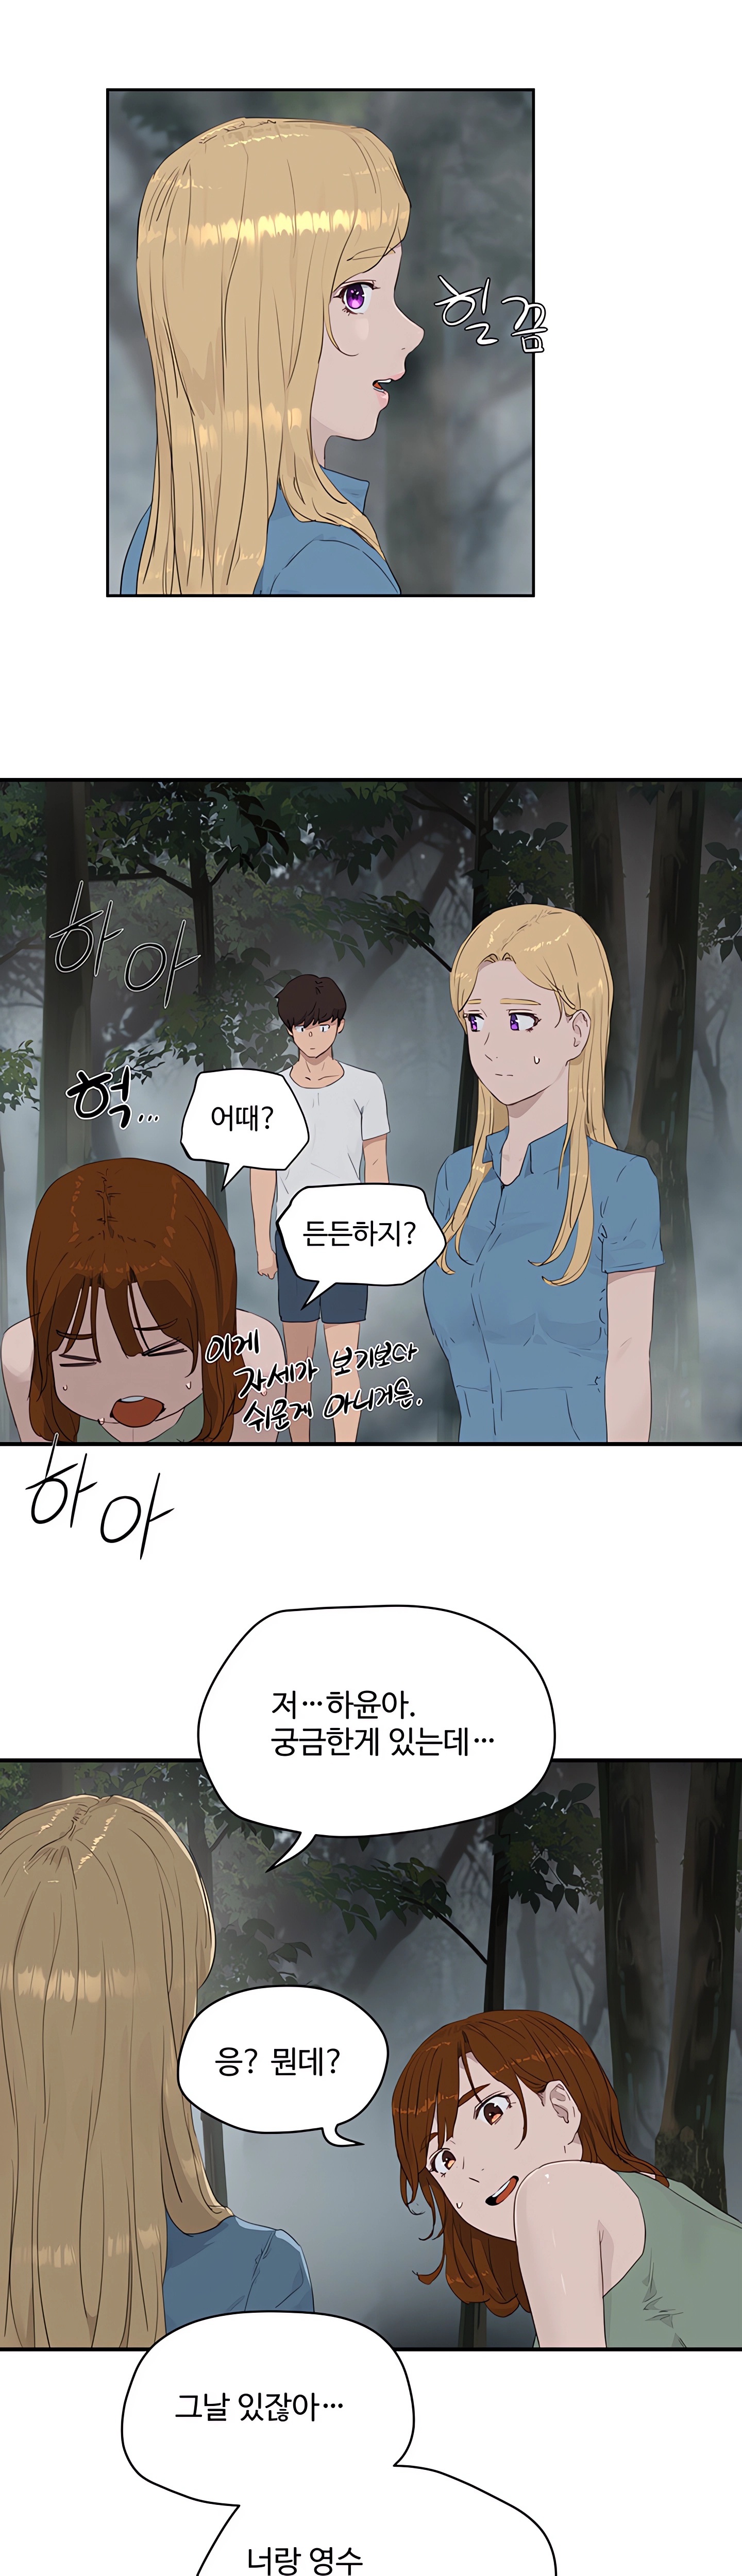 힐끔
하아
헉...
어때?
든든하지?
이게
자세가 보기보다
쉬운게 아니거든.
하아
저…하윤아.
궁금한게 있는데…
응? 뭔데?
그날 있잖아…
너랑 영수